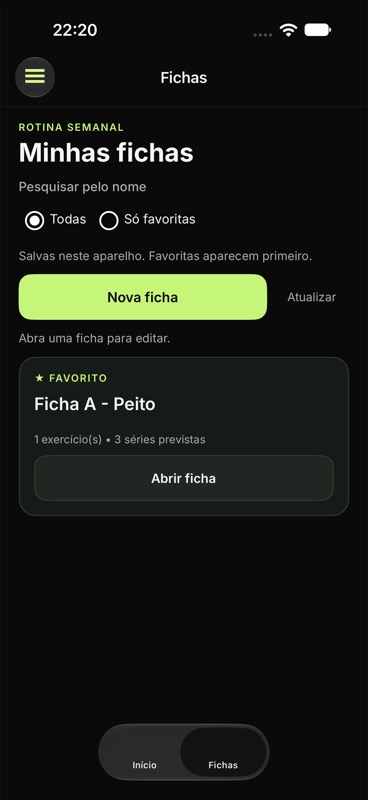 22:20
Fichas
ROTINA SEMANAL
Minhas fichas
Pesquisar pelo nome
Todas Só favoritas
Salvas neste aparelho. Favoritas aparecem primeiro.
Nova ficha Atualizar
Abra uma ficha para editar.
★ FAVORITO
Ficha A - Peito
1 exercício(s) • 3 séries previstas
Abrir ficha
Início Fichas